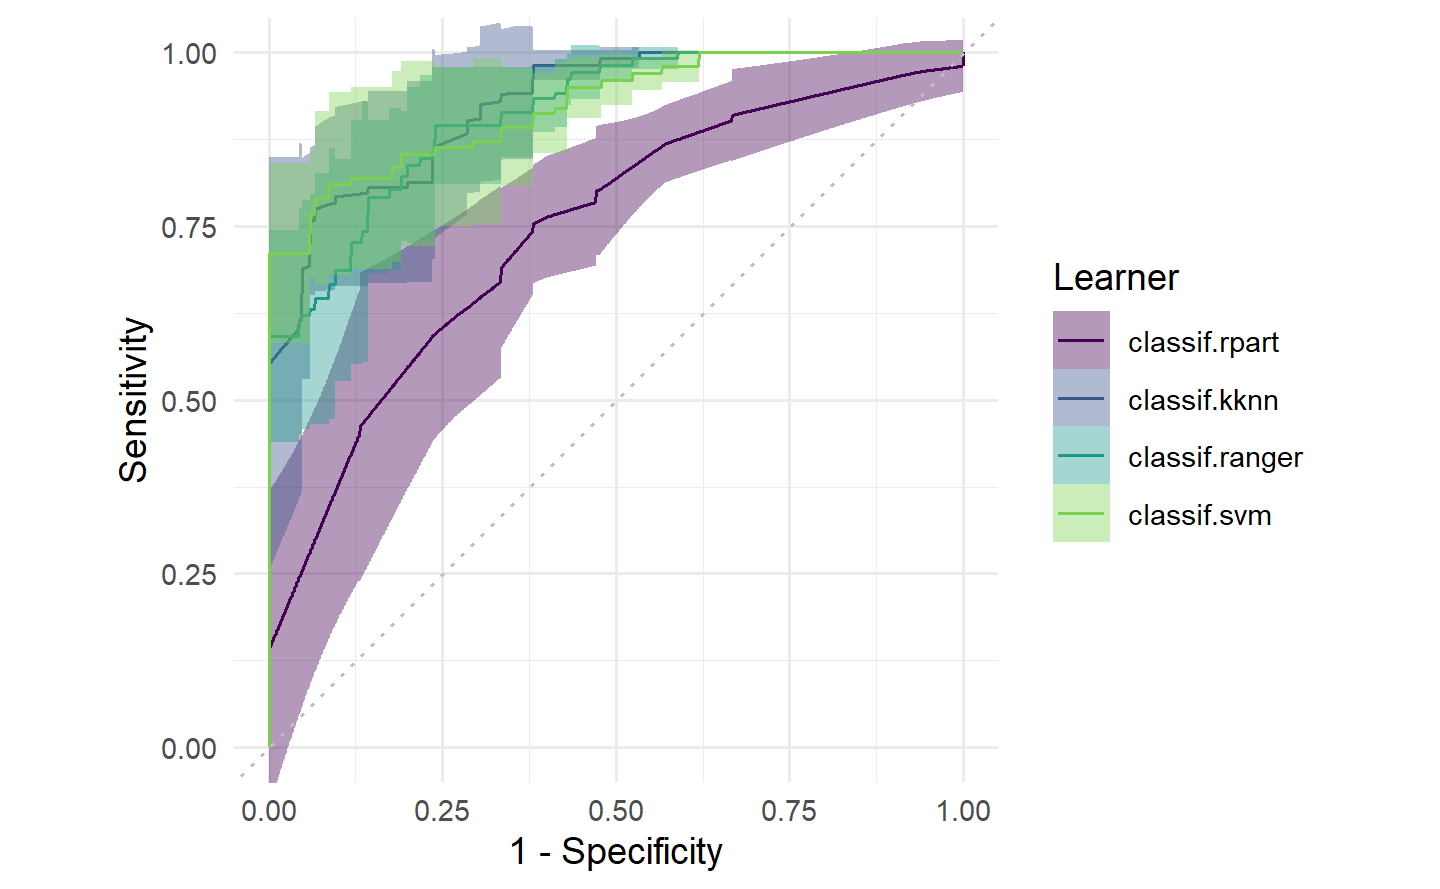 1.00
0.75
0.50
0.25
0.00
Sensitivity
0.00 0.25 0.50 0.75 1.00
1 - Specificity
Learner
classif.rpart
classif.kknn
classif.ranger
classif.svm